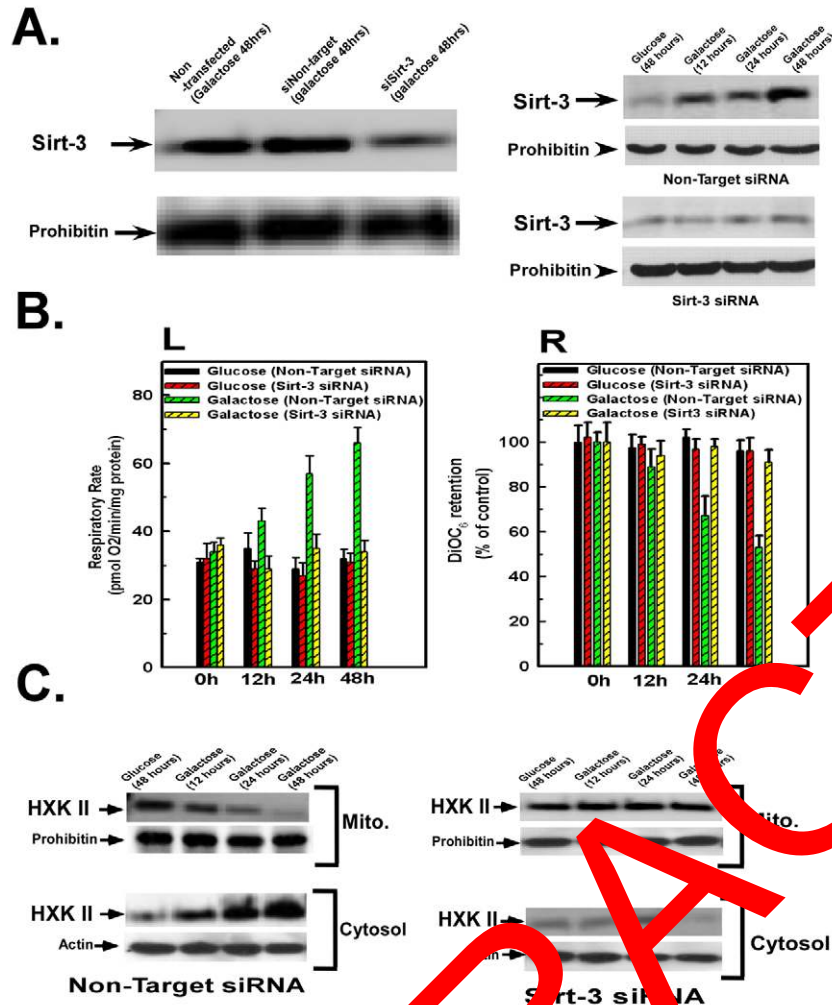 A.
Non
-transfected
(Galactose 48hrs)
siNon-target
(galactose 48hrs)
siSirt-3
(galactose 48hrs)
Sirt-3
Prohibitin
Glucose
(48 hours)
Galactose
(12 hours)
Galactose
(24 hours)
Galactose
(48 hours)
Sirt-3
Prohibitin
Non-Target siRNA
Sirt-3
Prohibitin
Sirt-3 siRNA
B.
L
Glucose (Non-Target siRNA)
Glucose (Sirt-3 siRNA)
Galactose (Non-Target siRNA)
Galactose (Sirt-3 siRNA)
Respiratory Rate
(pmol O2/min/mg protein)
80
60
40
20
0
0h 12h 24h 48h
R
Glucose (Non-Target siRNA)
Glucose (Sirt-3 siRNA)
Galactose (Non-Target siRNA)
Galactose (Sirt3 siRNA)
DiOC6 retention
(% of control)
100
80
60
40
20
0
0h 12h 24h
C.
Glucose
(48 hours)
Galactose
(12 hours)
Galactose
(24 hours)
Galactose
(48 hours)
HXK II
Prohibitin
Mito.
HXK II
Actin
Cytosol
Non-Target siRNA
Glucose
(48 hours)
Galactose
(12 hours)
Galactose
(24 hours)
HXK II
Prohibitin
HXK II
Cytosol